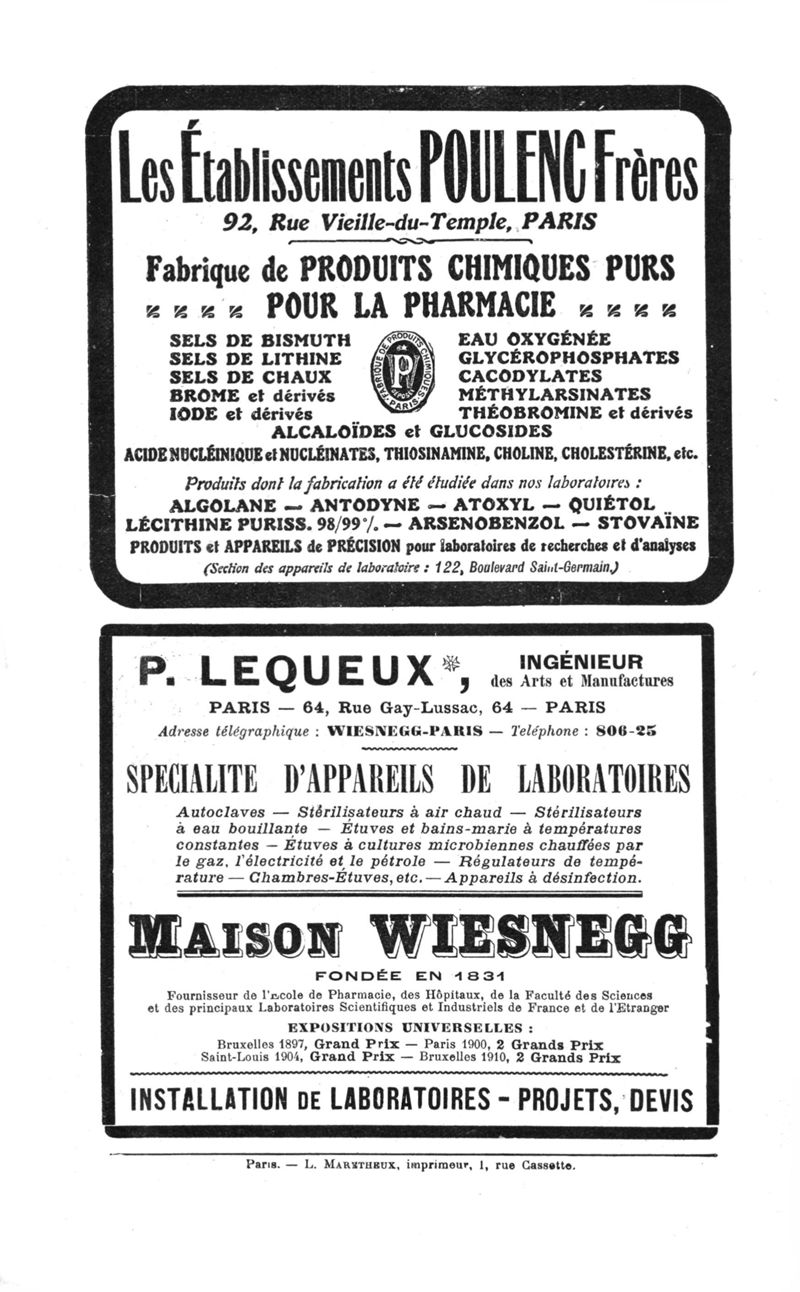 Les Établissements POULENC Frères
92, Rue Vieille-du-Temple, PARIS
Fabrique de PRODUITS CHIMIQUES PURS
POUR LA PHARMACIE
SELS DE BISMUTH
SELS DE LITHINE
SELS DE CHAUX
BROME et dérivés
IODE et dérivés
FABRIQUE DE PRODUITS CHIMIQUES
P
PARIS
EAU OXYGÉNÉE
GLYCÉROPHOSPHATES
CACODYLATES
MÉTHYLARSINATES
THÉOBROMINE et dérivés
ALCALOÏDES et GLUCOSIDES
ACIDE NUCLÉINIQUE et NUCLÉINATES, THIOSINAMINE, CHOLINE, CHOLESTÉRINE, etc.
Produits dont la fabrication a été étudiée dans nos laboratoires :
ALGOLANE — ANTODYNE — ATOXYL — QUIÉTOL
LÉCITHINE PURISS. 98/99 % — ARSENOBENZOL — STOVAÏNE
PRODUITS et APPAREILS de PRÉCISION pour laboratoires de recherches et d'analyses
(Section des appareils de laboratoire : 122, Boulevard Saint-Germain.)
P. LEQUEUX ,
INGÉNIEUR
des Arts et Manufactures
PARIS — 64, Rue Gay-Lussac, 64 — PARIS
Adresse télégraphique : WIESNEGG-PARIS — Teléphone : 806-25
SPECIALITE D'APPAREILS DE LABORATOIRES
Autoclaves — Stérilisateurs à air chaud — Stérilisateurs
à eau bouillante — Étuves et bains-marie à températures
constantes — Étuves à cultures microbiennes chauffées par
le gaz, l'électricité et le pétrole — Régulateurs de tempé-
rature — Chambres-Étuves, etc. — Appareils à désinfection.
MAISON WIESNEGG
FONDÉE EN 1831
Fournisseur de l'Ecole de Pharmacie, des Hôpitaux, de la Faculté des Sciences
et des principaux Laboratoires Scientifiques et Industriels de France et de l'Etranger
EXPOSITIONS UNIVERSELLES :
Bruxelles 1897, Grand Prix — Paris 1900, 2 Grands Prix
Saint-Louis 1904, Grand Prix — Bruxelles 1910, 2 Grands Prix
INSTALLATION DE LABORATOIRES - PROJETS, DEVIS
Paris. — L. MARETHEUX, imprimeur, 1, rue Cassette.